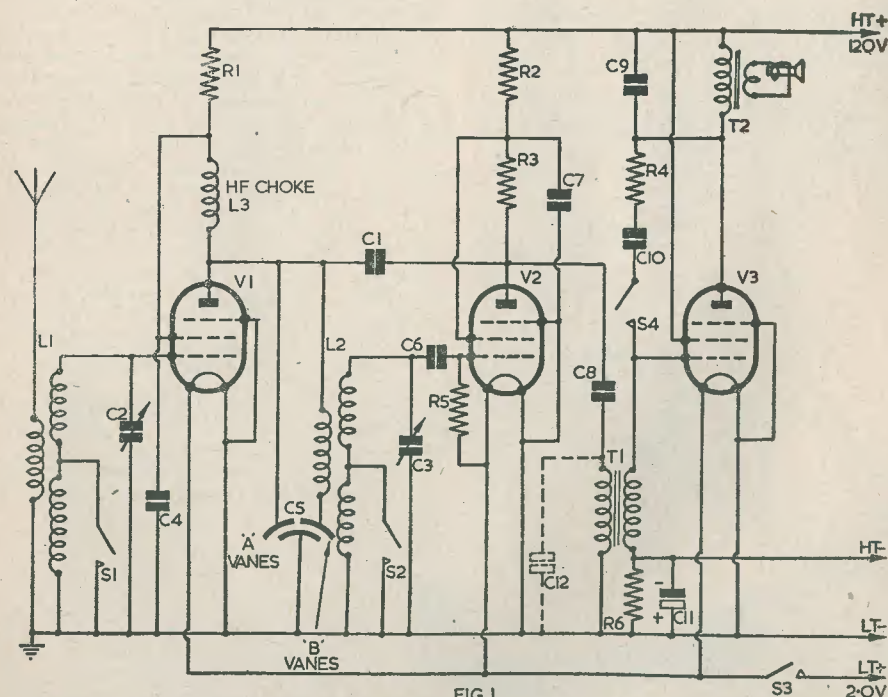 HT+
120V
R1
R2
C9
T2
R3
C7
R4
HF CHOKE
L3
C1
C10
V1
V2
V3
S4
L1
L2
C6
C8
C2
R5
C3
T1
C4
C5
'A'
VANES
S1
S2
C12
HT-
R6
-
+
C11
LT-
'B'
VANES
LT+
S3
2·0V
FIG 1